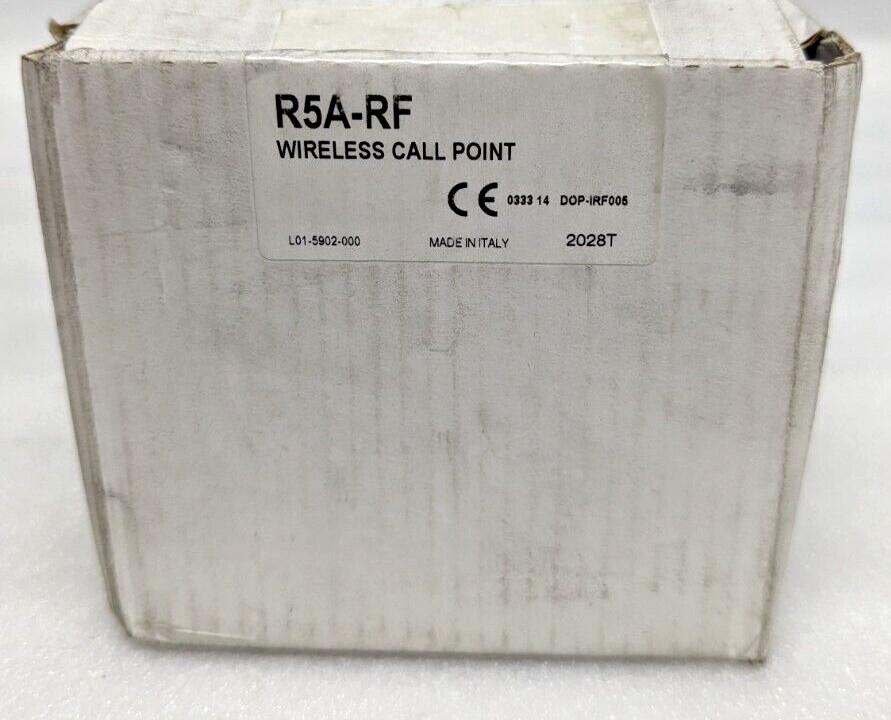 R5A-RF
WIRELESS CALL POINT
CE 0333 14 DOP-IRF005
L01-5902-000 MADE IN ITALY 2028T